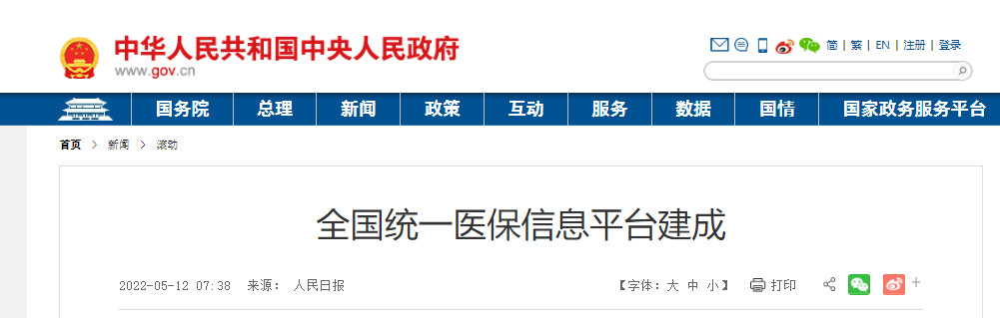 中华人民共和国中央人民政府
www.gov.cn
简 | 繁 | EN | 注册 | 登录
国务院 总理 新闻 政策 互动 服务 数据 国情 国家政务服务平台
首页 > 新闻 > 滚动
全国统一医保信息平台建成
2022-05-12 07:38 来源： 人民日报 【字体：大 中 小】 打印